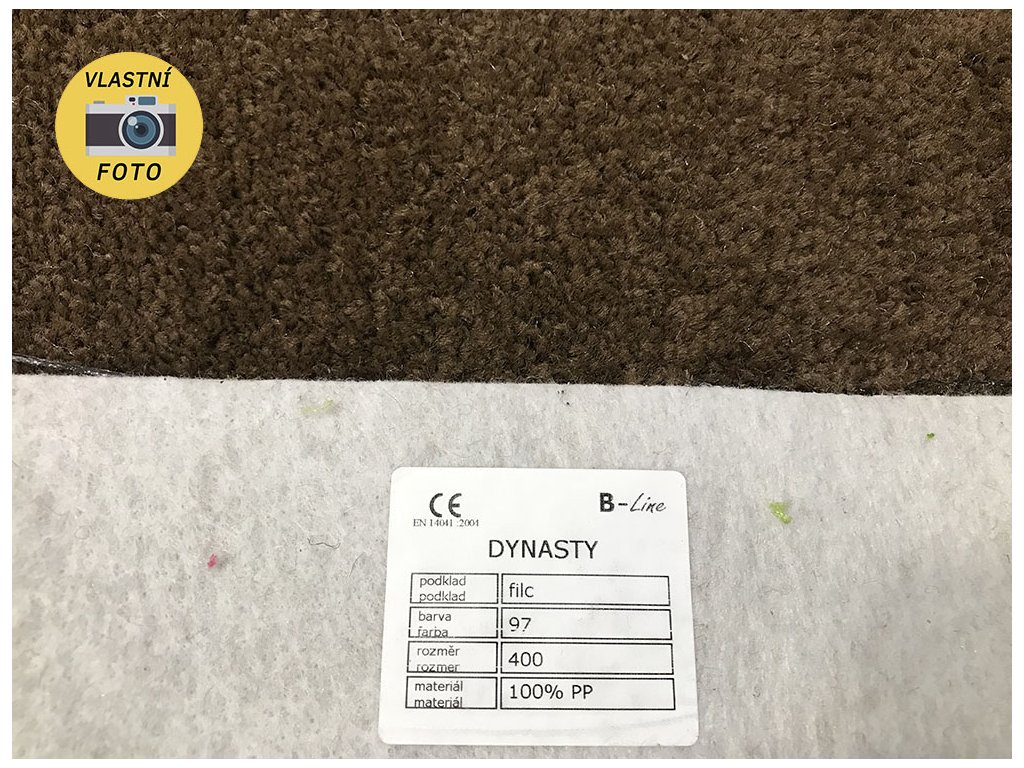 VLASTNÍ
FOTO
CE
EN 14041 :2004
B-Line
DYNASTY
podklad
podklad
filc
barva
farba
97
rozměr
rozmer
400
materiál
materiál
100% PP